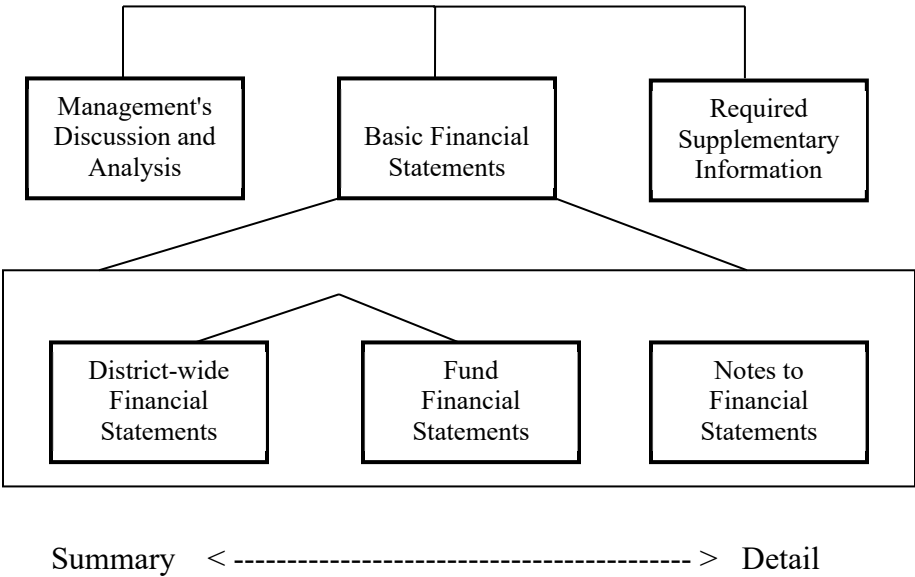 Management's
Discussion and
Analysis
Basic Financial
Statements
Required
Supplementary
Information
District-wide
Financial
Statements
Fund
Financial
Statements
Notes to
Financial
Statements
Summary < ------------------------------------------- > Detail